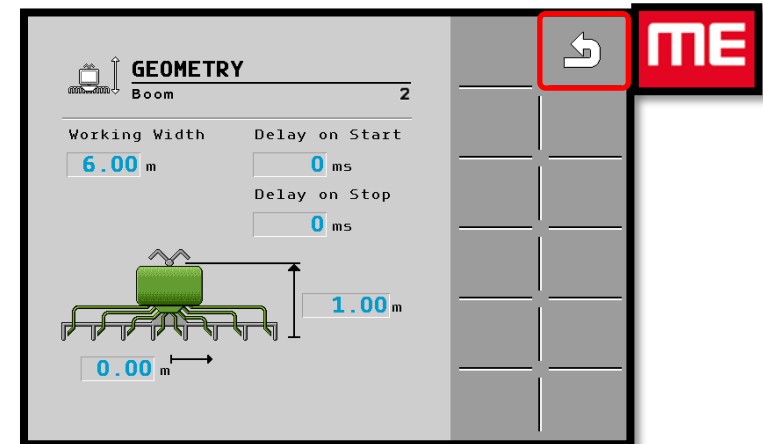 GEOMETRY
Boom 2
Working Width Delay on Start
6.00 m 0 ms
Delay on Stop
0 ms
1.00 m
0.00 m
ME